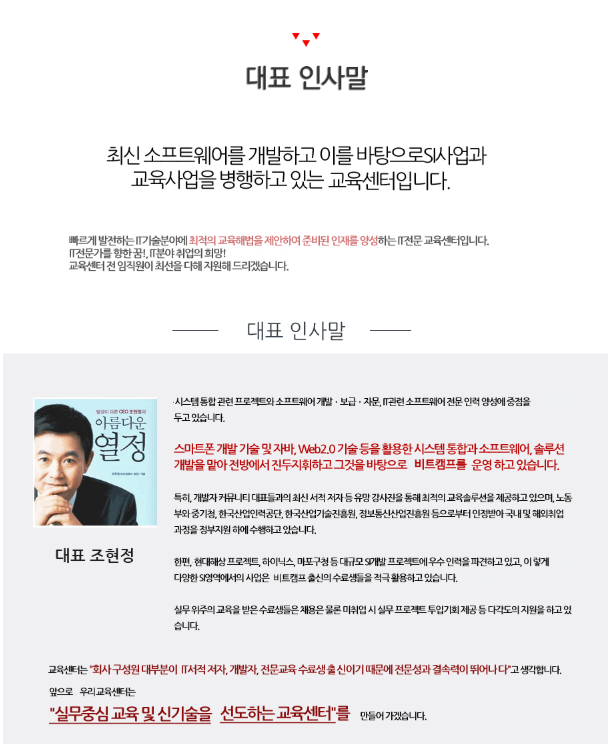 대표 인사말
최신 소프트웨어를 개발하고 이를 바탕으로SI사업과
교육사업을 병행하고 있는 교육센터입니다.
빠르게 발전하는 IT기술분야에 최적의 교육해법을 제안하여 준비된 인재를 양성하는 IT전문 교육센터입니다.
IT전문가를 향한 꿈!, IT분야 취업의 희망!
교육센터 전 임직원이 최선을 다해 지원해 드리겠습니다.
대표 인사말
아름다운
열정
대표 조현정
·시스템 통합 관련 프로젝트와 소프트웨어 개발ㆍ보급ㆍ자문, IT관련 소프트웨어 전문 인력 양성에 중점을
두고 있습니다.
스마트폰 개발 기술 및 자바, Web2.0 기술 등을 활용한 시스템 통합과 소프트웨어, 솔루션
개발을 맡아 전방에서 진두지휘하고 그것을 바탕으로 비트캠프를 운영 하고 있습니다.
특히, 개발자 커뮤니티 대표들과의 최신 서적 저자 등 유망 강사진을 통해 최적의 교육솔루션을 제공하고 있으며, 노동
부와 중기청, 한국산업인력공단, 한국산업기술진흥원, 정보통신산업진흥원 등으로부터 인정받아 국내 및 해외취업
과정을 정부지원 하에 수행하고 있습니다.
한편, 현대해상 프로젝트, 하이닉스, 마포구청 등 대규모 SI개발 프로젝트에 우수 인력을 파견하고 있고, 이 렇게
다양한 SI영역에서의 사업은 비트캠프 출신의 수료생들을 적극 활용하고 있습니다.
실무 위주의 교육을 받은 수료생들은 채용은 물론 미취업 시 실무 프로젝트 투입기회 제공 등 다각도의 지원을 하고 있
습니다.
교육센터는 "회사 구성원 대부분이 IT서적 저자, 개발자, 전문교육 수료생 출신이기 때문에 전문성과 결속력이 뛰어나 다"고 생각합니다.
앞으로 우리 교육센터는
"실무중심 교육 및 신기술을 선도하는 교육센터"를 만들어 가겠습니다.